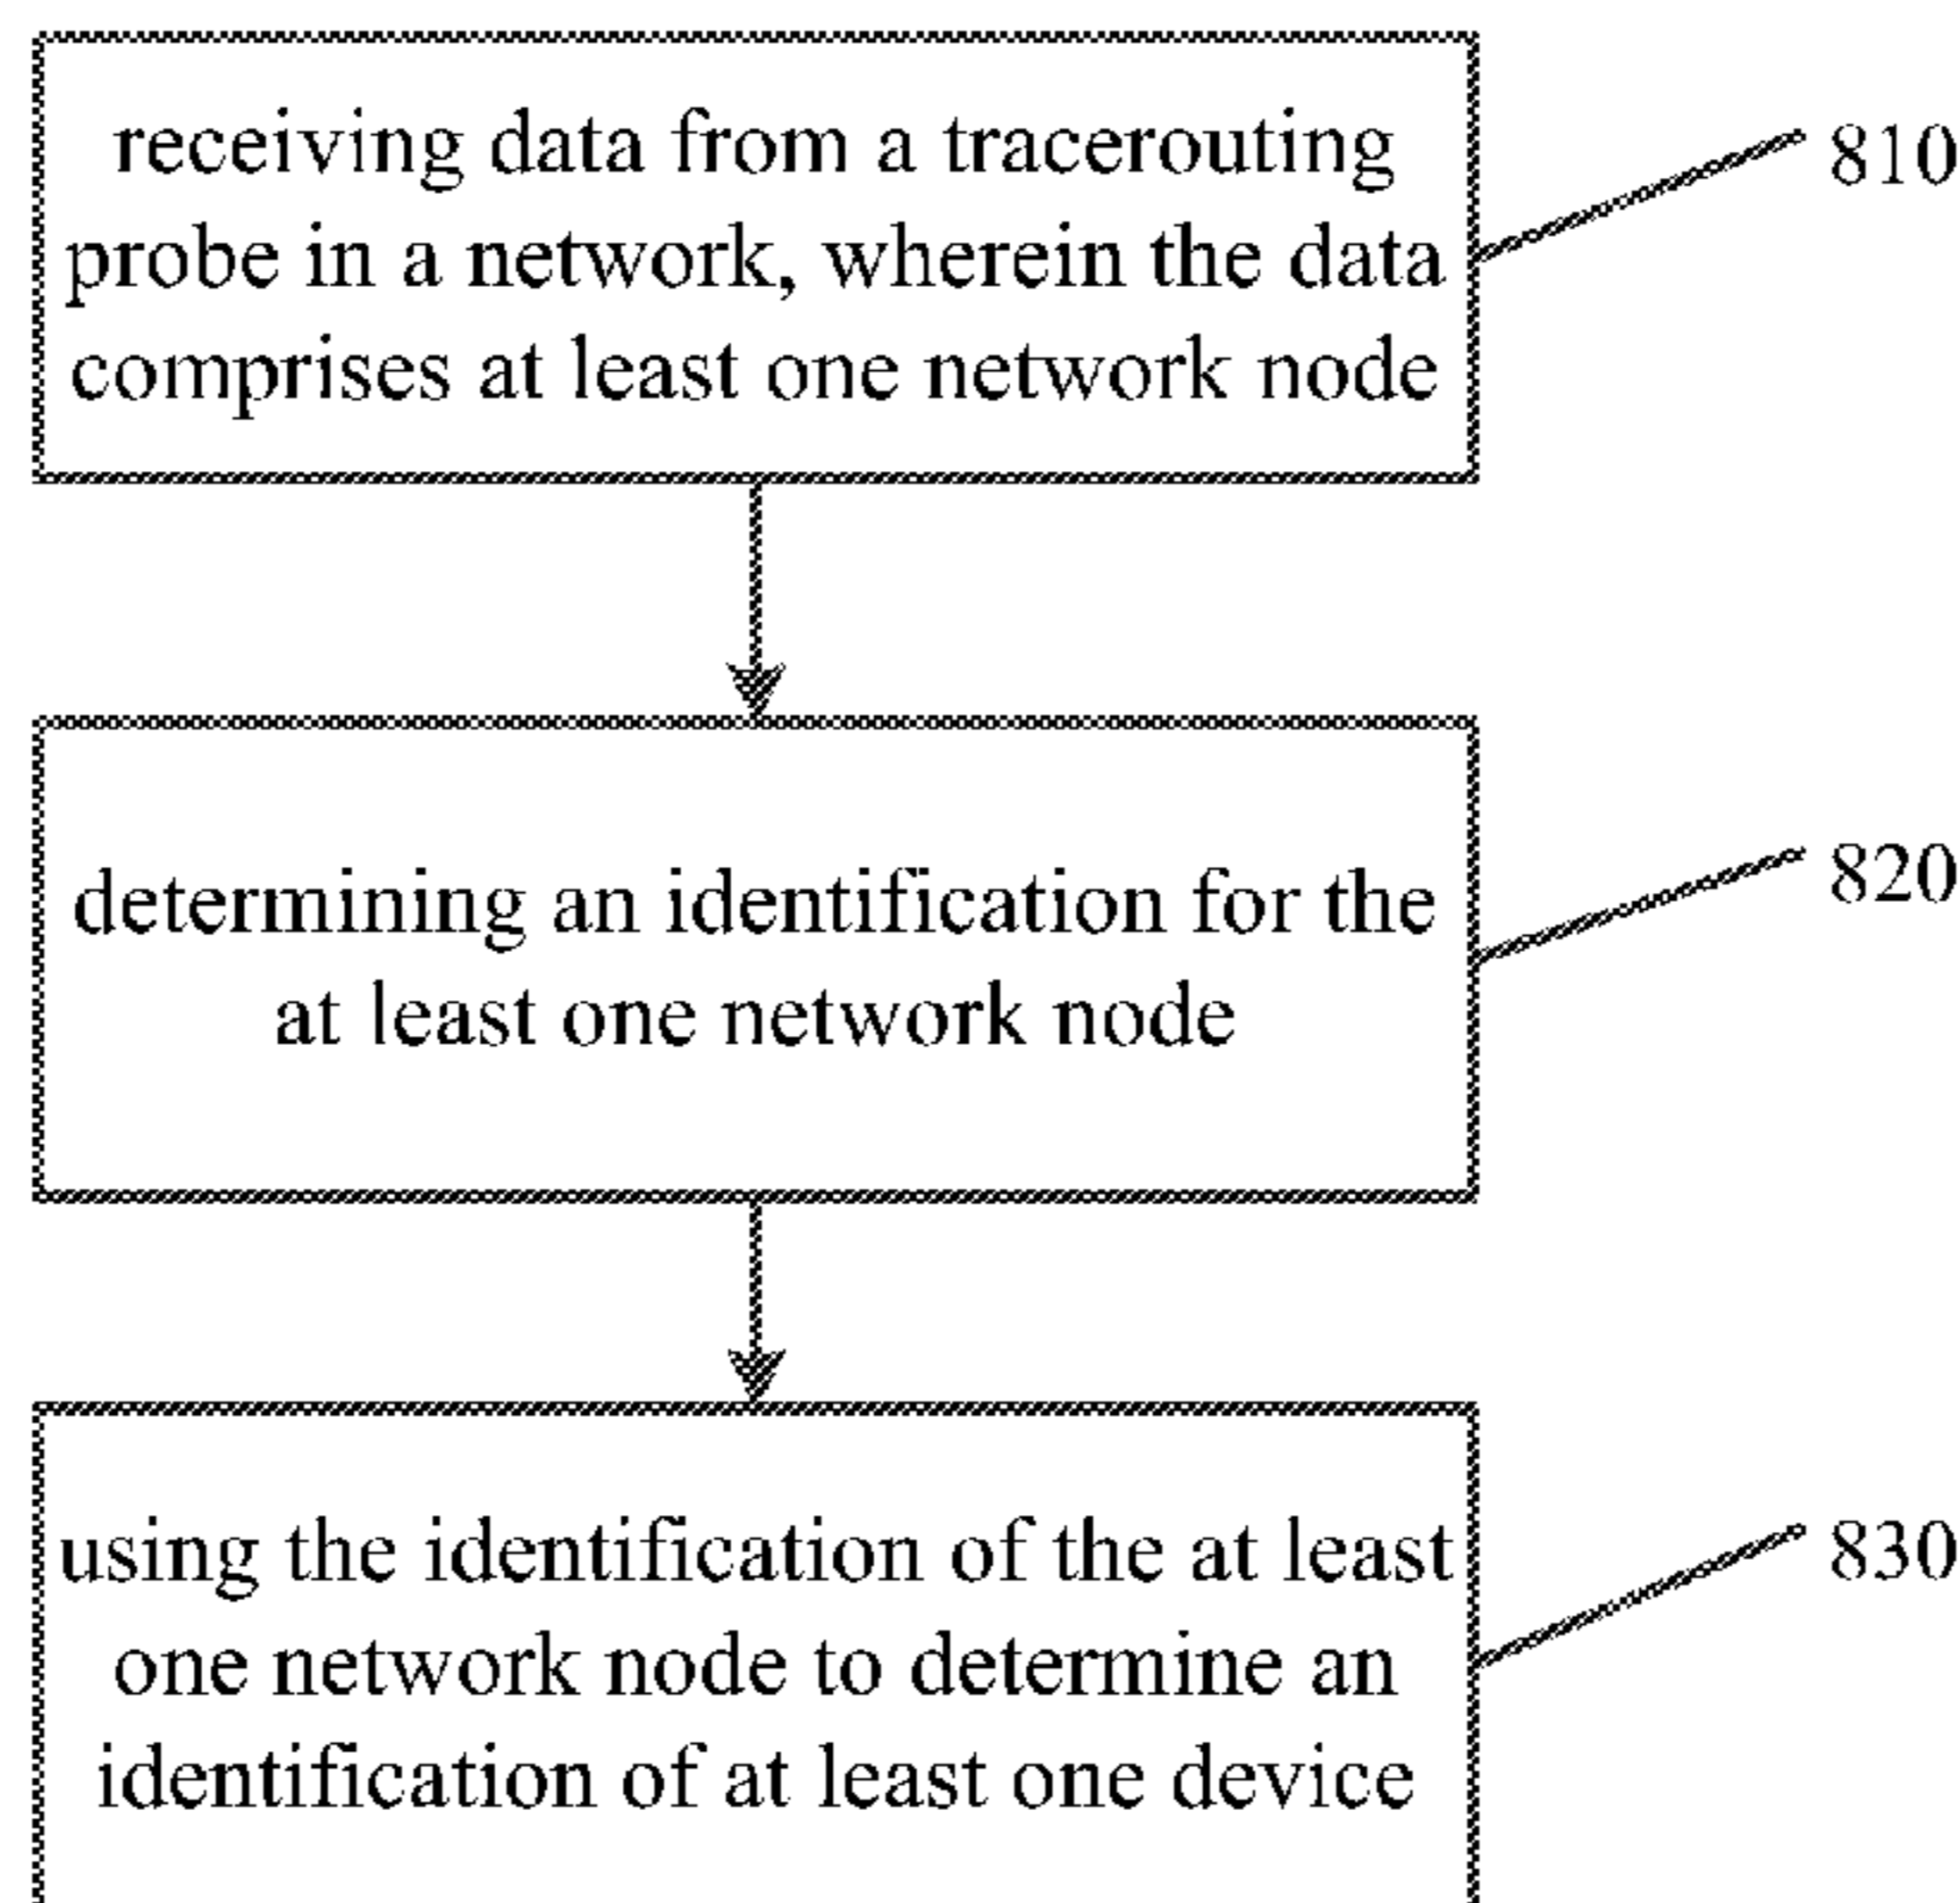 receiving data from a tracerouting
probe in a network, wherein the data
comprises at least one network node
810
determining an identification for the
at least one network node
820
using the identification of the at least
one network node to determine an
identification of at least one device
830